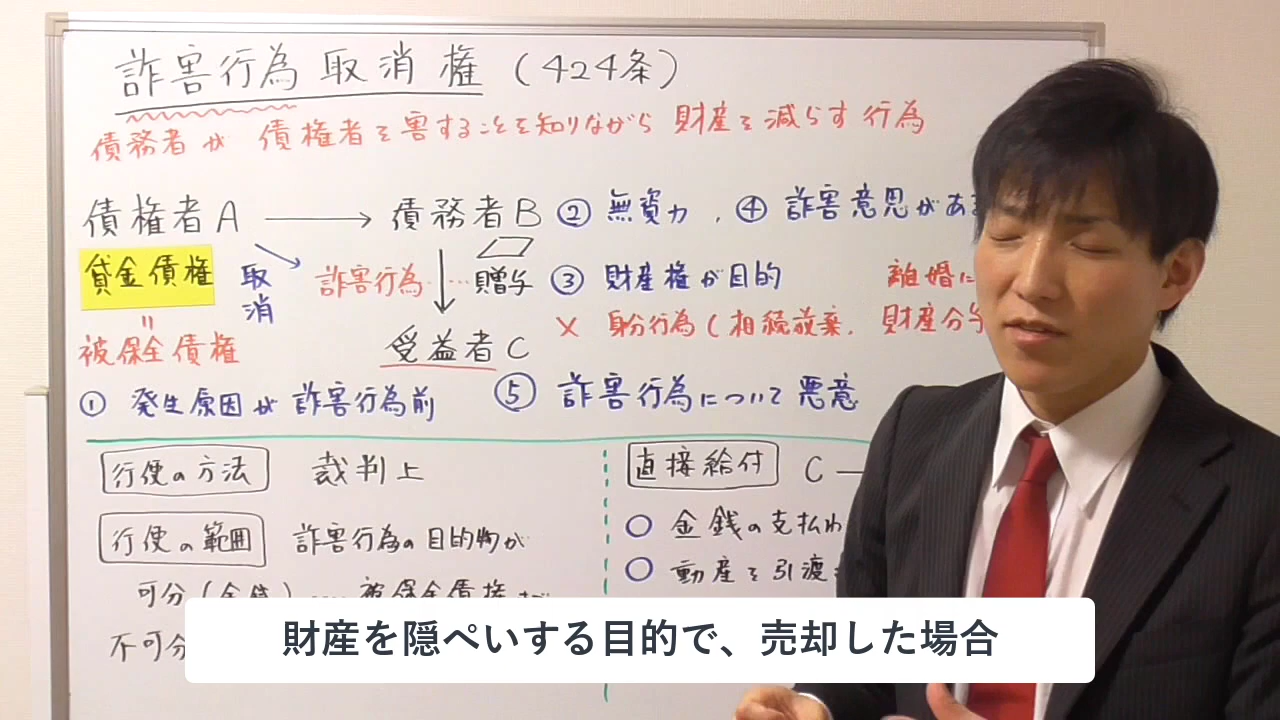 詐害行為取消権（424条）
債務者が 債権者を害することを知りながら 財産を減らす行為
債権者A → 債務者B ②無資力，④詐害意思があ
貸金債権 取消 詐害行為……贈与 ③財産権が目的 離婚に
〃
被保全債権 受益者C × 身分行為（相続放棄，財産分与
① 発生原因が詐害行為前 ⑤詐害行為について悪意
行使の方法 裁判上 直接給付 C
行使の範囲 詐害行為の目的物が ○ 金銭の支払
○ 動産を引渡
可分（金銭）…… 被保全債権
不可分
財産を隠ぺいする目的で、売却した場合